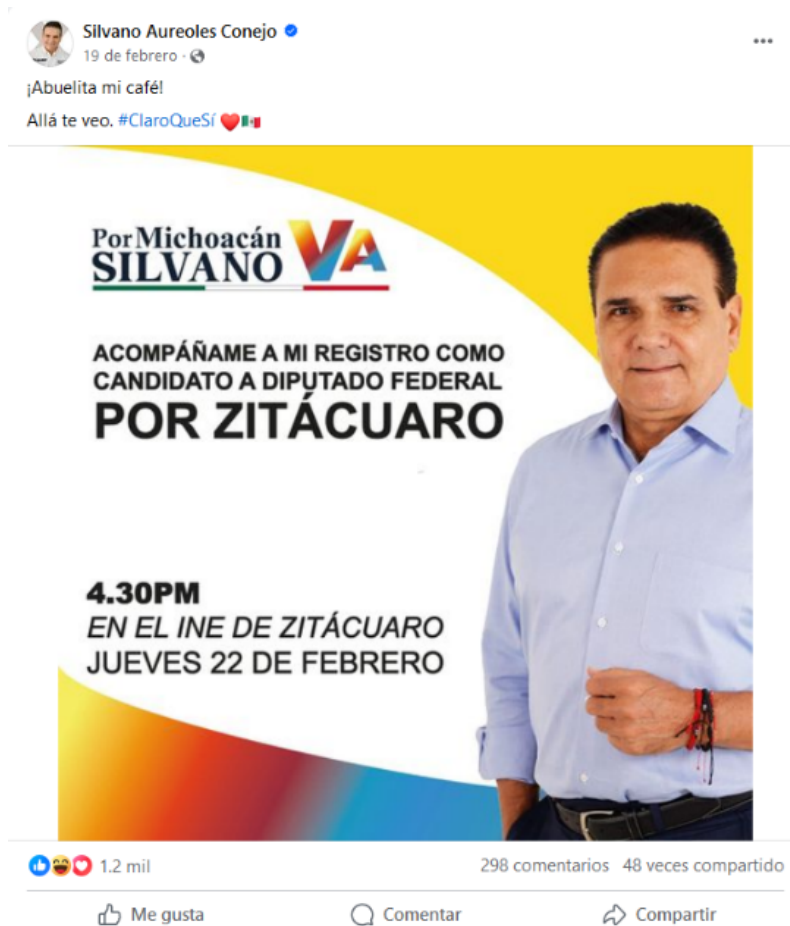 Silvano Aureoles Conejo
19 de febrero ·
¡Abuelita mi café!
Allá te veo. #ClaroQueSí ❤️🇲🇽
Por Michoacán
SILVANO VA
ACOMPÁÑAME A MI REGISTRO COMO
CANDIDATO A DIPUTADO FEDERAL
POR ZITÁCUARO
4.30PM
EN EL INE DE ZITÁCUARO
JUEVES 22 DE FEBRERO
1.2 mil 298 comentarios 48 veces compartido
Me gusta Comentar Compartir